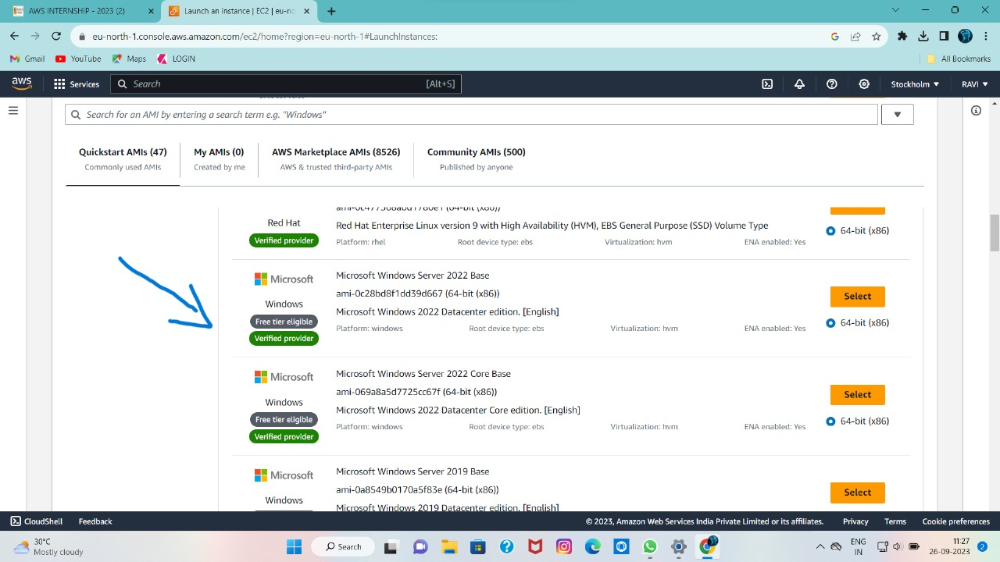 AWS INTERNSHIP - 2023 (2)
Launch an instance | EC2 | eu-no
eu-north-1.console.aws.amazon.com/ec2/home?region=eu-north-1#LaunchInstances:
Gmail YouTube Maps LOGIN All Bookmarks
aws Services Search [Alt+S] Stockholm RAVI
Search for an AMI by entering a search term e.g. "Windows"
Quickstart AMIs (47) My AMIs (0) AWS Marketplace AMIs (8526) Community AMIs (500)
Commonly used AMIs Created by me AWS & trusted third-party AMIs Published by anyone
Red Hat
Verified provider
Red Hat Enterprise Linux version 9 with High Availability (HVM), EBS General Purpose (SSD) Volume Type
Platform: rhel Root device type: ebs Virtualization: hvm ENA enabled: Yes
64-bit (x86)
Microsoft
Windows
Free tier eligible
Verified provider
Microsoft Windows Server 2022 Base
ami-0c28bd8f1dd39d667 (64-bit (x86))
Microsoft Windows 2022 Datacenter edition. [English]
Platform: windows Root device type: ebs Virtualization: hvm ENA enabled: Yes
Select
64-bit (x86)
Microsoft
Windows
Free tier eligible
Verified provider
Microsoft Windows Server 2022 Core Base
ami-069a8a5d7725cc67f (64-bit (x86))
Microsoft Windows 2022 Datacenter Core edition. [English]
Platform: windows Root device type: ebs Virtualization: hvm ENA enabled: Yes
Select
64-bit (x86)
Microsoft
Windows
Microsoft Windows Server 2019 Base
ami-0a8549b0170a5f83e (64-bit (x86))
Microsoft Windows 2019 Datacenter edition. [English]
Select
CloudShell Feedback © 2023, Amazon Web Services India Private Limited or its affiliates. Privacy Terms Cookie preferences
30°C
Mostly cloudy
Search
ENG
IN
11:27
26-09-2023
2